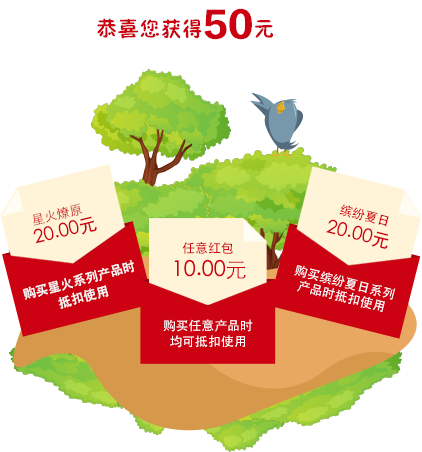 恭喜您获得50元
星火燎原
20.00元
购买星火系列产品时
抵扣使用
任意红包
10.00元
购买任意产品时
均可抵扣使用
缤纷夏日
20.00元
购买缤纷夏日系列
产品时抵扣使用